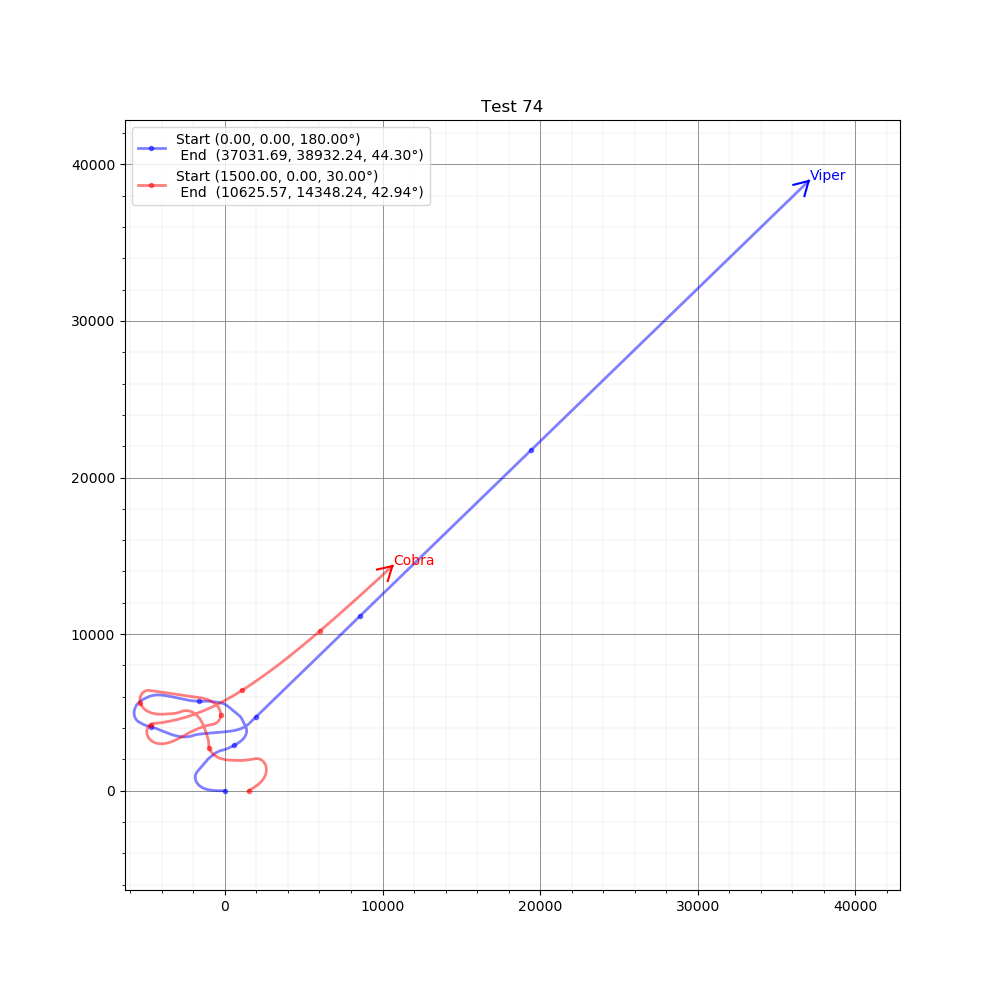 Test 74
Start (0.00, 0.00, 180.00°)
End (37031.69, 38932.24, 44.30°)
Start (1500.00, 0.00, 30.00°)
End (10625.57, 14348.24, 42.94°)
Viper
Cobra
40000
30000
20000
10000
0
0 10000 20000 30000 40000